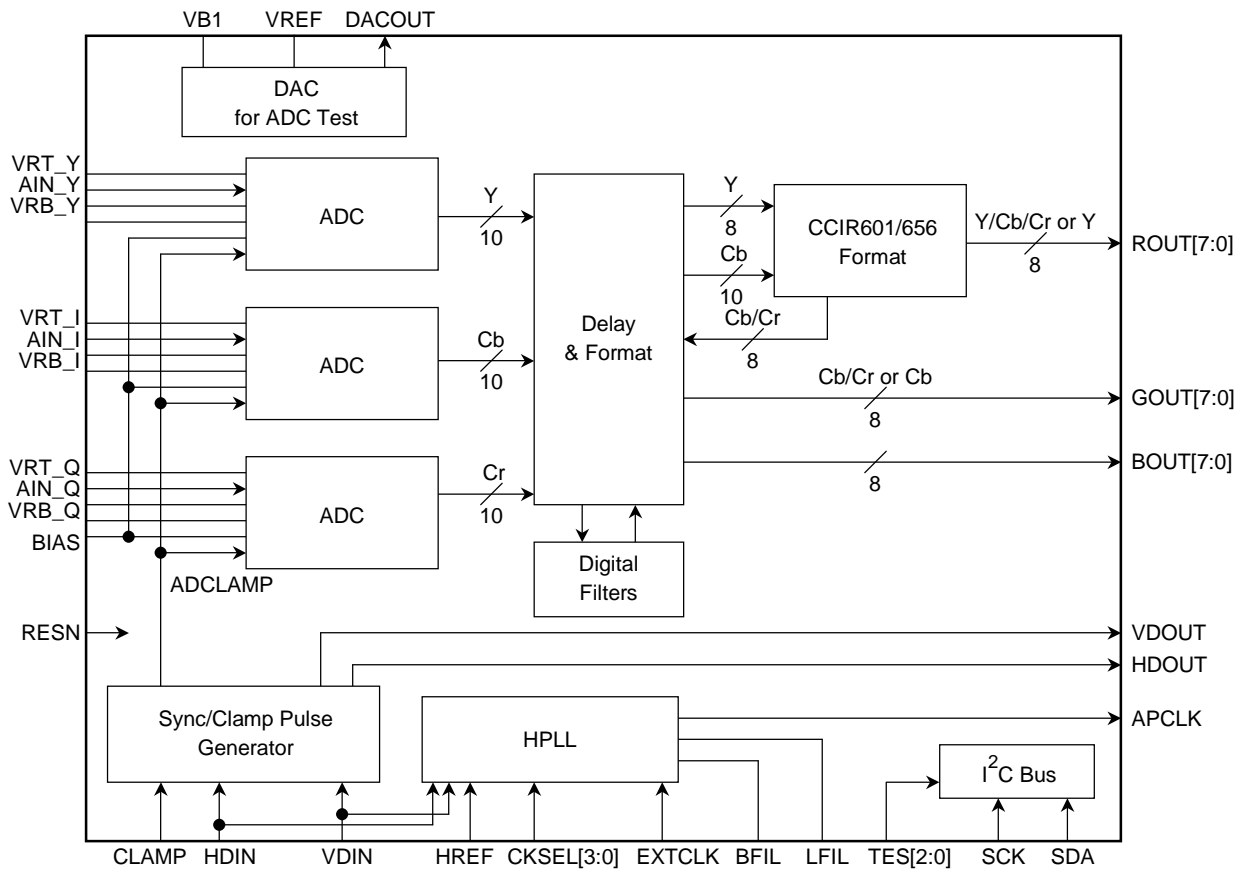 VB1 VREF DACOUT
DAC
for ADC Test
VRT_Y
AIN_Y
VRB_Y
ADC
Y
10
Y
8
Cb
10
CCIR601/656
Format
Y/Cb/Cr or Y
8
ROUT[7:0]
VRT_I
AIN_I
VRB_I
ADC
Cb
10
Delay
& Format
Cb/Cr
8
Cb/Cr or Cb
8
GOUT[7:0]
VRT_Q
AIN_Q
VRB_Q
BIAS
ADC
Cr
10
8
BOUT[7:0]
ADCLAMP
Digital
Filters
RESN
VDOUT
HDOUT
Sync/Clamp Pulse
Generator
HPLL
APCLK
I2C Bus
CLAMP HDIN VDIN HREF CKSEL[3:0] EXTCLK BFIL LFIL TES[2:0] SCK SDA